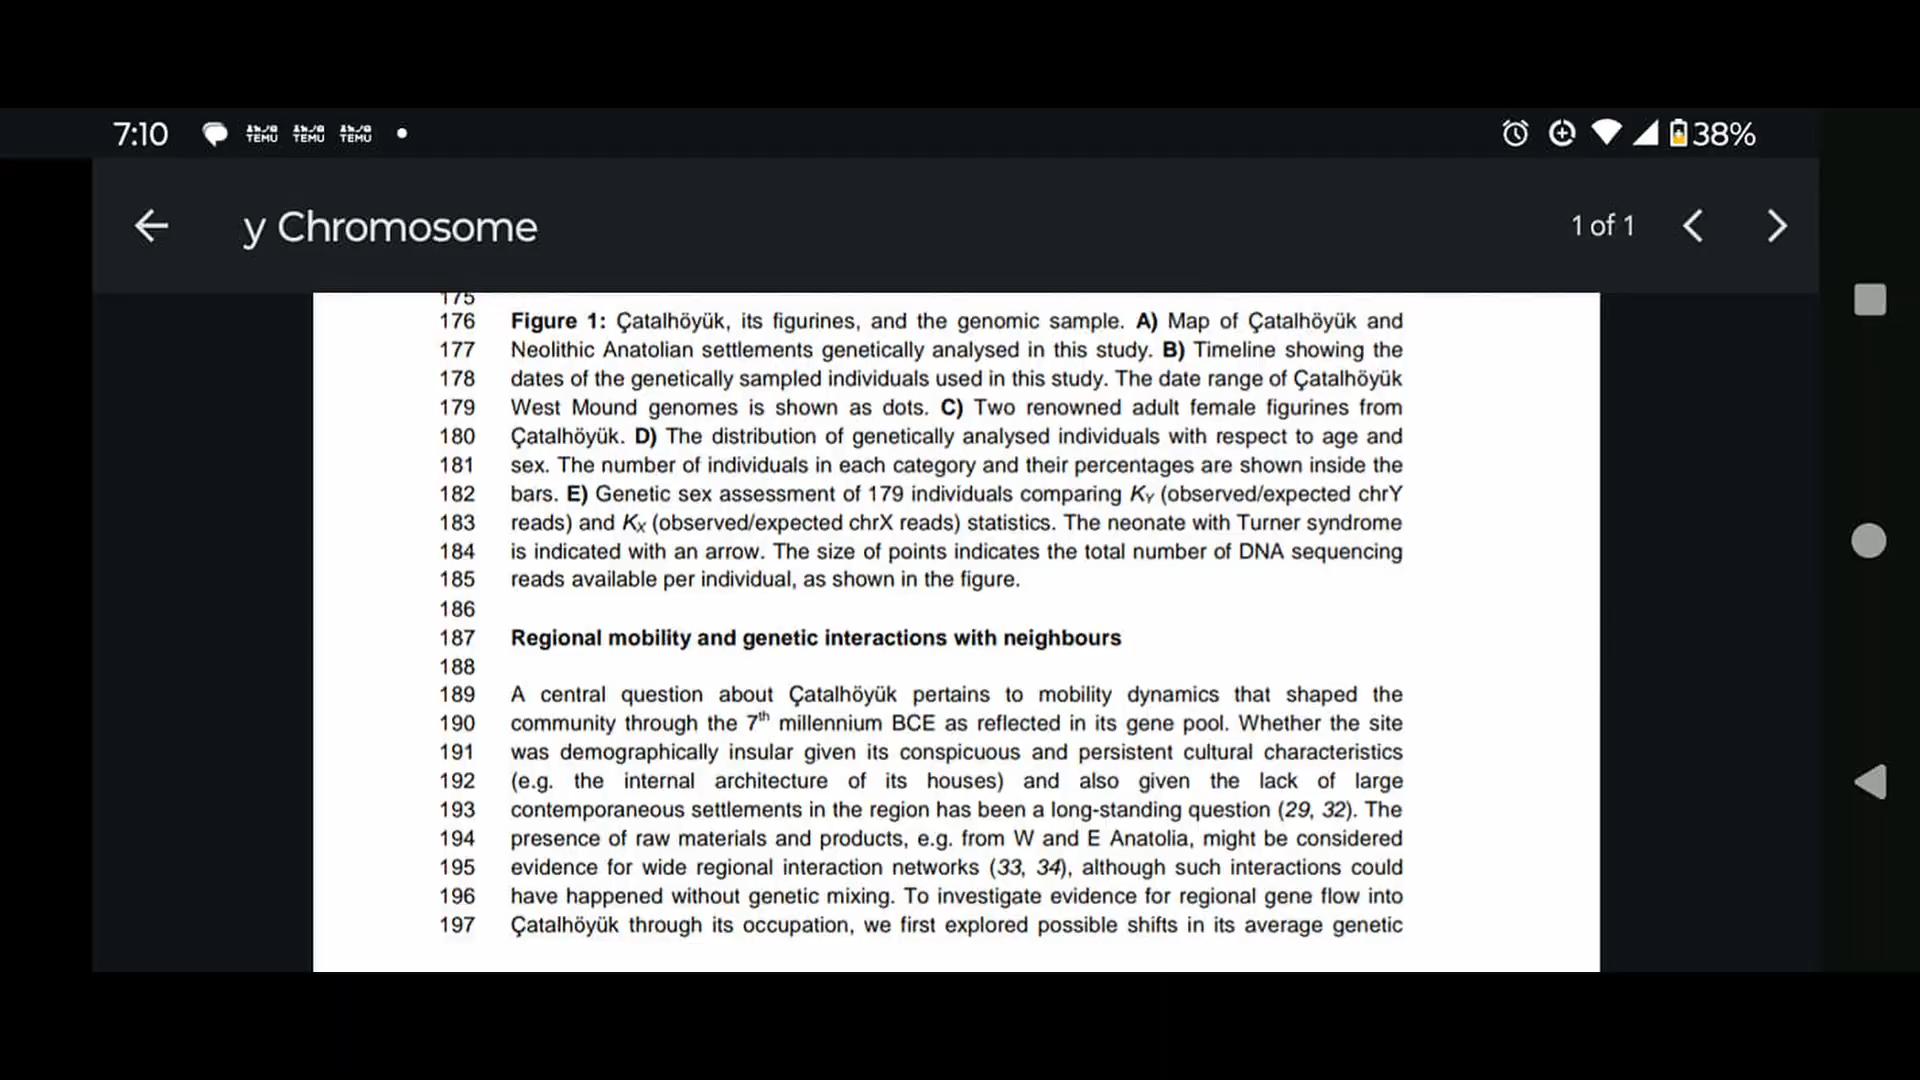 7:10 TEMU TEMU TEMU 38%
y Chromosome 1 of 1
175
176 Figure 1: Çatalhöyük, its figurines, and the genomic sample. A) Map of Çatalhöyük and
177 Neolithic Anatolian settlements genetically analysed in this study. B) Timeline showing the
178 dates of the genetically sampled individuals used in this study. The date range of Çatalhöyük
179 West Mound genomes is shown as dots. C) Two renowned adult female figurines from
180 Çatalhöyük. D) The distribution of genetically analysed individuals with respect to age and
181 sex. The number of individuals in each category and their percentages are shown inside the
182 bars. E) Genetic sex assessment of 179 individuals comparing KY (observed/expected chrY
183 reads) and KX (observed/expected chrX reads) statistics. The neonate with Turner syndrome
184 is indicated with an arrow. The size of points indicates the total number of DNA sequencing
185 reads available per individual, as shown in the figure.
186
187 Regional mobility and genetic interactions with neighbours
188
189 A central question about Çatalhöyük pertains to mobility dynamics that shaped the
190 community through the 7th millennium BCE as reflected in its gene pool. Whether the site
191 was demographically insular given its conspicuous and persistent cultural characteristics
192 (e.g. the internal architecture of its houses) and also given the lack of large
193 contemporaneous settlements in the region has been a long-standing question (29, 32). The
194 presence of raw materials and products, e.g. from W and E Anatolia, might be considered
195 evidence for wide regional interaction networks (33, 34), although such interactions could
196 have happened without genetic mixing. To investigate evidence for regional gene flow into
197 Çatalhöyük through its occupation, we first explored possible shifts in its average genetic